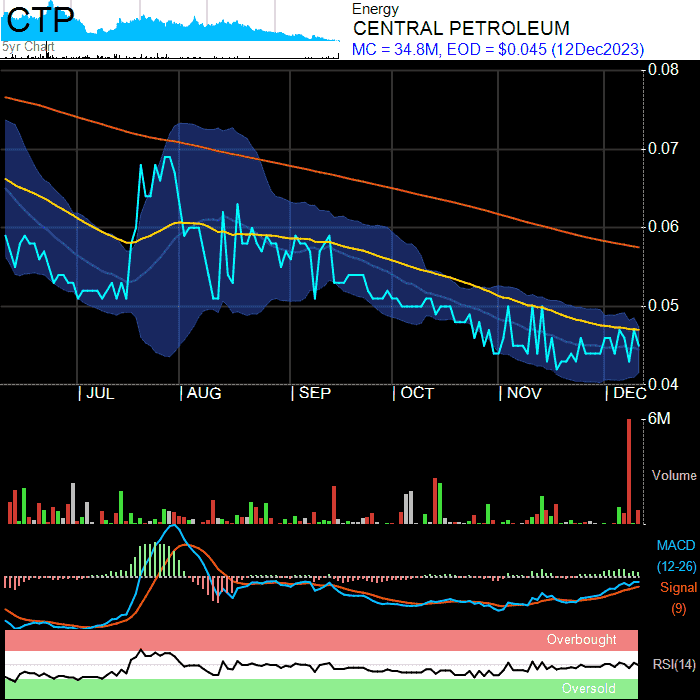 CTP
5yr Chart
Energy
CENTRAL PETROLEUM
MC = 34.8M, EOD = $0.045 (12Dec2023)
0.08
0.07
0.06
0.05
0.04
JUL AUG SEP OCT NOV DEC
6M
Volume
MACD
(12-26)
Signal
(9)
Overbought
RSI(14)
Oversold